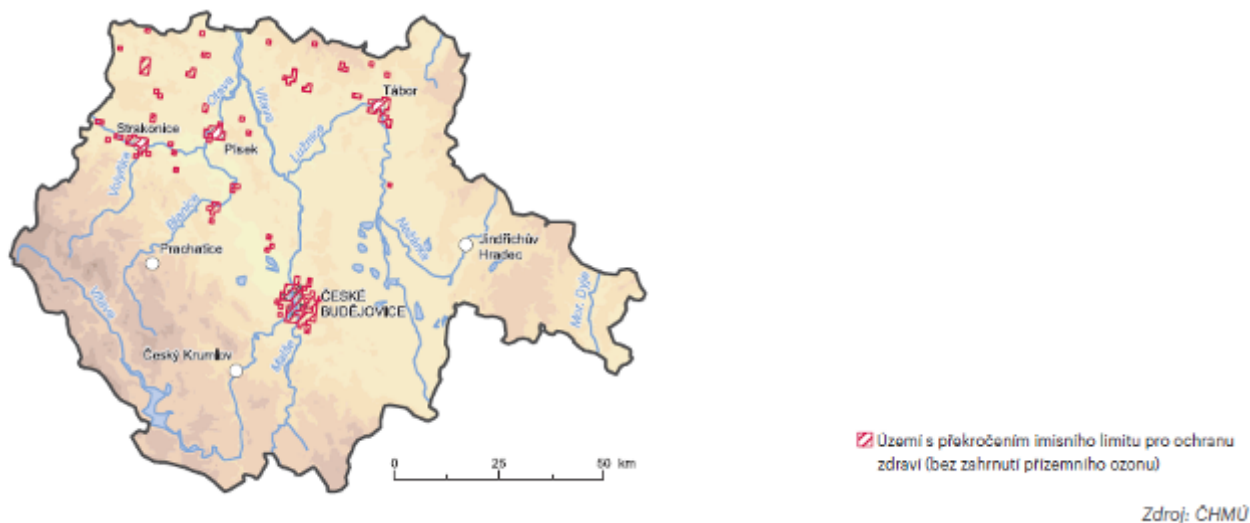 Tábor
Otava
Vltava
Strakonice
Písek
Lužnice
Volyňka
Blanice
Nežárka
Jindřichův
Hradec
Prachatice
Vltava
ČESKÉ
BUDĚJOVICE
Mor. Dyje
Český Krumlov
Malše
0 25 50 km
Území s překročením imisního limitu pro ochranu
zdraví (bez zahrnutí přízemního ozonu)
Zdroj: ČHMÚ